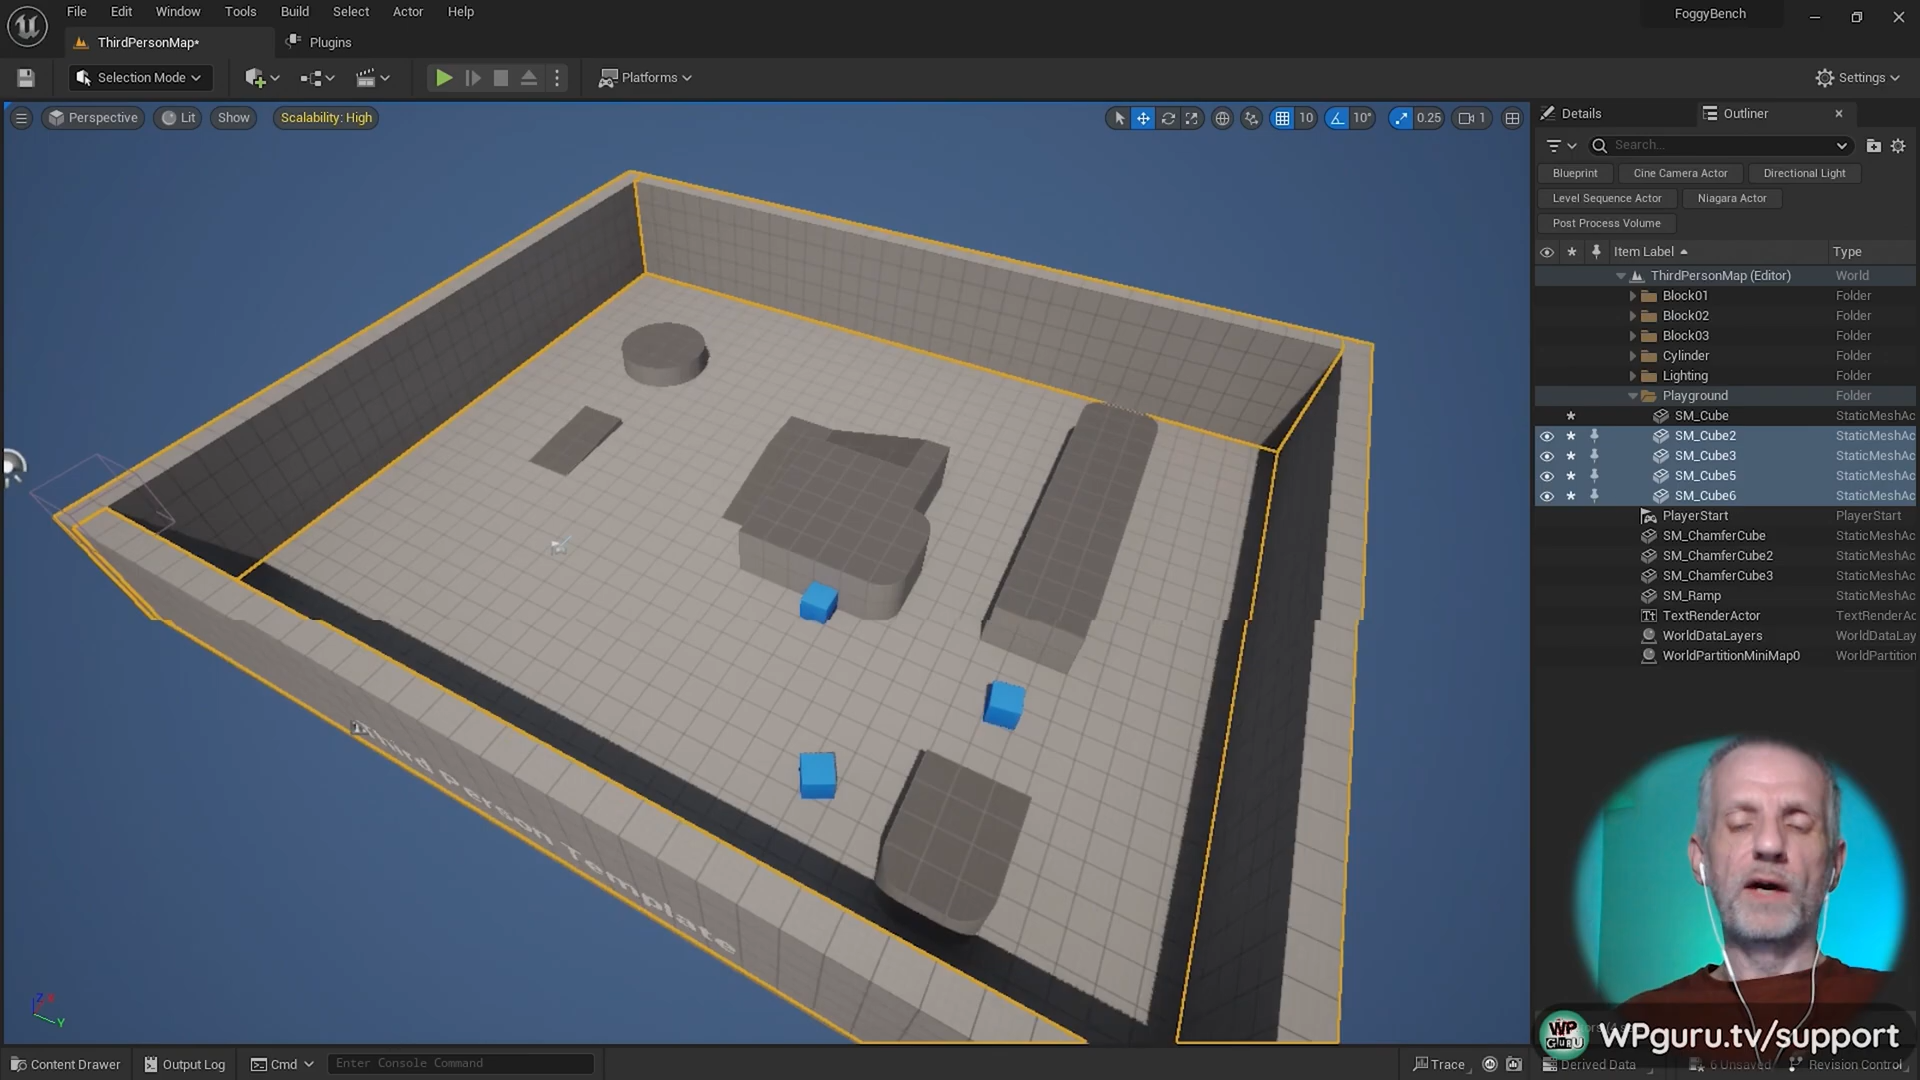 File Edit Window Tools Build Select Actor Help
FoggyBench
ThirdPersonMap*
Plugins
Selection Mode
Platforms
Settings
Perspective
Lit
Show
Scalability: High
10
10°
0.25
1
Details
Outliner
Search...
Blueprint
Cine Camera Actor
Directional Light
Level Sequence Actor
Niagara Actor
Post Process Volume
Item Label
Type
ThirdPersonMap (Editor) World
Block01 Folder
Block02 Folder
Block03 Folder
Cylinder Folder
Lighting Folder
Playground Folder
SM_Cube StaticMeshAc
SM_Cube2 StaticMeshAc
SM_Cube3 StaticMeshAc
SM_Cube5 StaticMeshAc
SM_Cube6 StaticMeshAc
PlayerStart PlayerStart
SM_ChamferCube StaticMeshAc
SM_ChamferCube2 StaticMeshAc
SM_ChamferCube3 StaticMeshAc
SM_Ramp StaticMeshAc
Tt TextRenderActor TextRenderAc
WorldDataLayers WorldDataLay
WorldPartitionMiniMap0 WorldPartition
Third Person Template
Z
Y
WP
GURU
WPguru.tv/support
Content Drawer
Output Log
Cmd
Enter Console Command
Trace
Derived Data
6 Unsaved
Revision Control